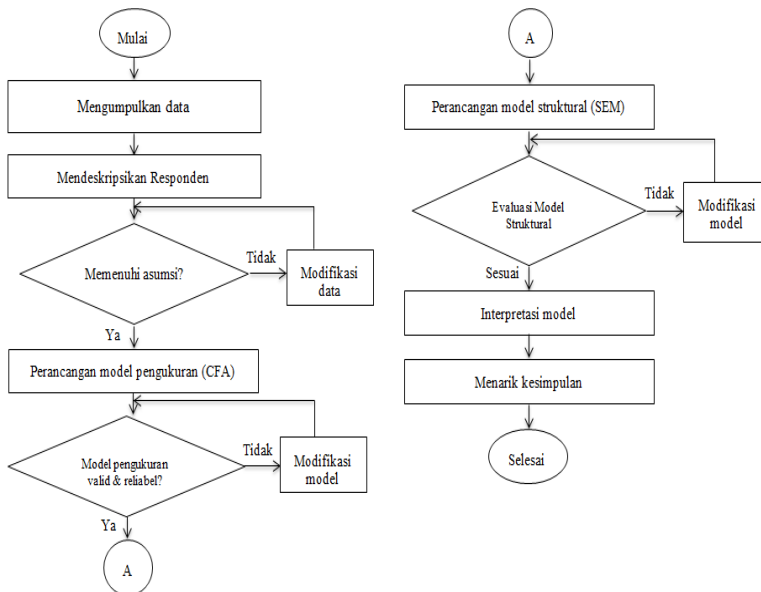 Mulai
Mengumpulkan data
Mendeskripsikan Responden
Memenuhi asumsi?
Tidak
Modifikasi
data
Ya
Perancangan model pengukuran (CFA)
Model pengukuran
valid & reliabel?
Tidak
Modifikasi
model
Ya
A
A
Perancangan model struktural (SEM)
Evaluasi Model
Struktural
Tidak
Modifikasi
model
Sesuai
Interpretasi model
Menarik kesimpulan
Selesai